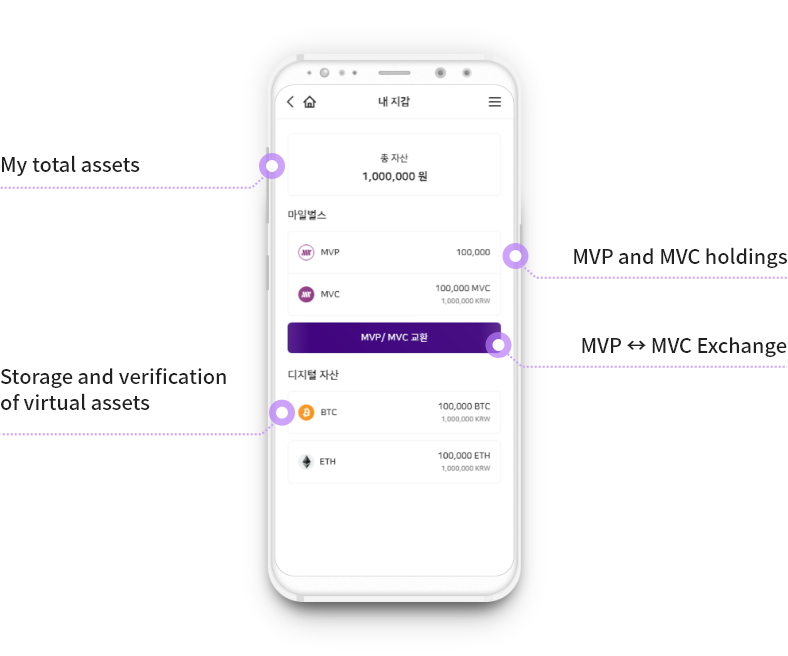 내 지갑
My total assets
총 자산
1,000,000 원
마일벌스
MVP 100,000
MVP and MVC holdings
MVC 100,000 MVC
1,000,000 KRW
MVP/ MVC 교환
MVP ↔ MVC Exchange
Storage and verification
of virtual assets
디지털 자산
BTC 100,000 BTC
1,000,000 KRW
ETH 100,000 ETH
1,000,000 KRW